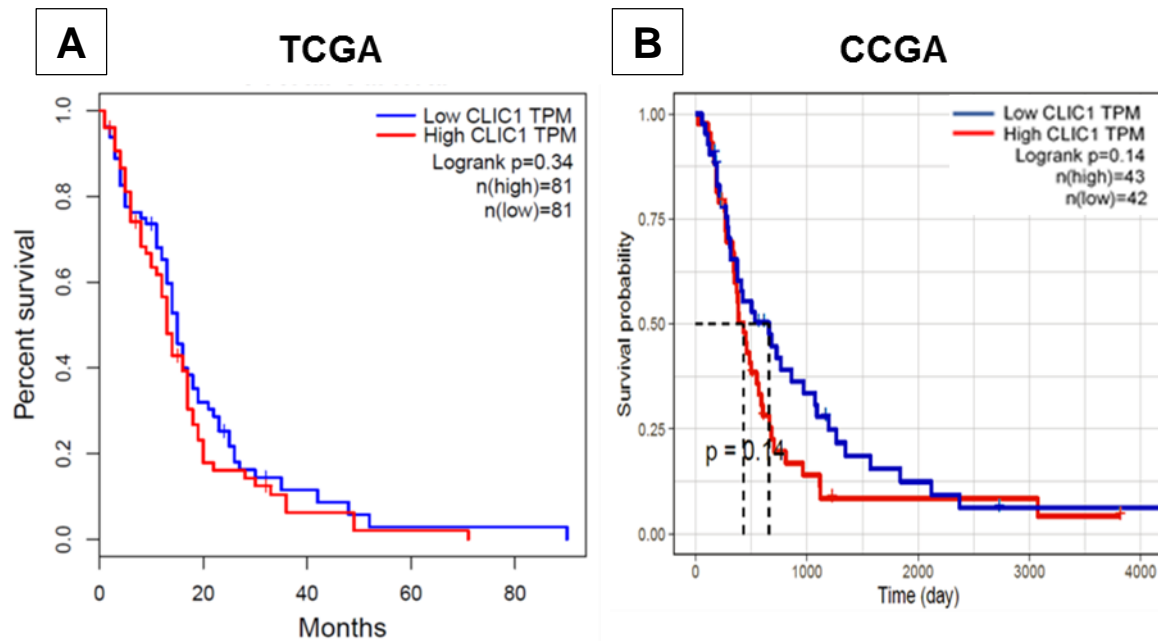 A
TCGA
Low CLIC1 TPM
High CLIC1 TPM
Logrank p=0.34
n(high)=81
n(low)=81
Percent survival
1.0
0.8
0.6
0.4
0.2
0.0
0 20 40 60 80
Months
B
CCGA
Low CLIC1 TPM
High CLIC1 TPM
Logrank p=0.14
n(high)=43
n(low)=42
Survival probability
1.00
0.75
0.50
0.25
0.00
p = 0.14
0 1000 2000 3000 4000
Time (day)